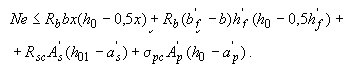 Ne ≤ R_b bx(h_0 − 0,5x) + R_b (b'_f − b)h'_f (h_0 − 0,5h'_f) +
+ R_sc A'_s (h_01 − a'_s) + σ_pc A'_p (h_0 − a'_p).